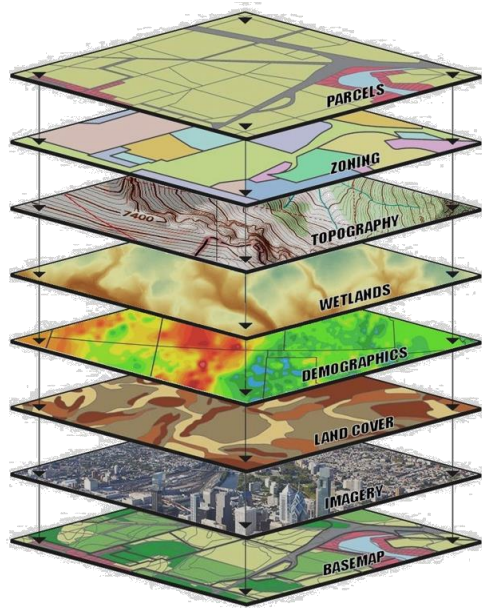 PARCELS
ZONING
7400
TOPOGRAPHY
WETLANDS
DEMOGRAPHICS
LAND COVER
IMAGERY
BASEMAP